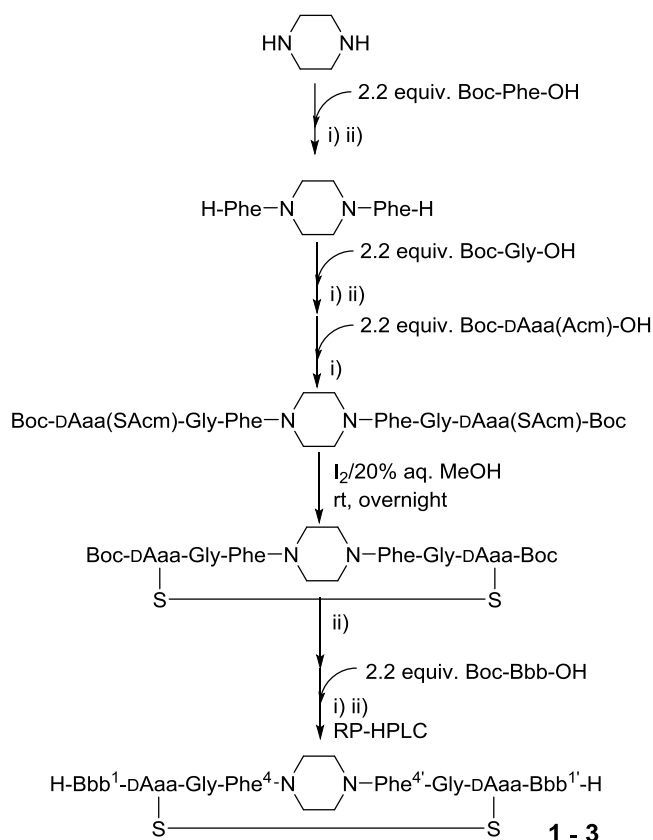 HN NH
2.2 equiv. Boc-Phe-OH
i) ii)
H-Phe-N N-Phe-H
2.2 equiv. Boc-Gly-OH
i) ii)
2.2 equiv. Boc-DAaa(Acm)-OH
i)
Boc-DAaa(SAcm)-Gly-Phe-N N-Phe-Gly-DAaa(SAcm)-Boc
I₂/20% aq. MeOH
rt, overnight
Boc-DAaa-Gly-Phe-N N-Phe-Gly-DAaa-Boc
S S
ii)
2.2 equiv. Boc-Bbb-OH
i) ii)
RP-HPLC
H-Bbb¹-DAaa-Gly-Phe⁴-N N-Phe⁴'-Gly-DAaa-Bbb¹'-H
S S
1 - 3